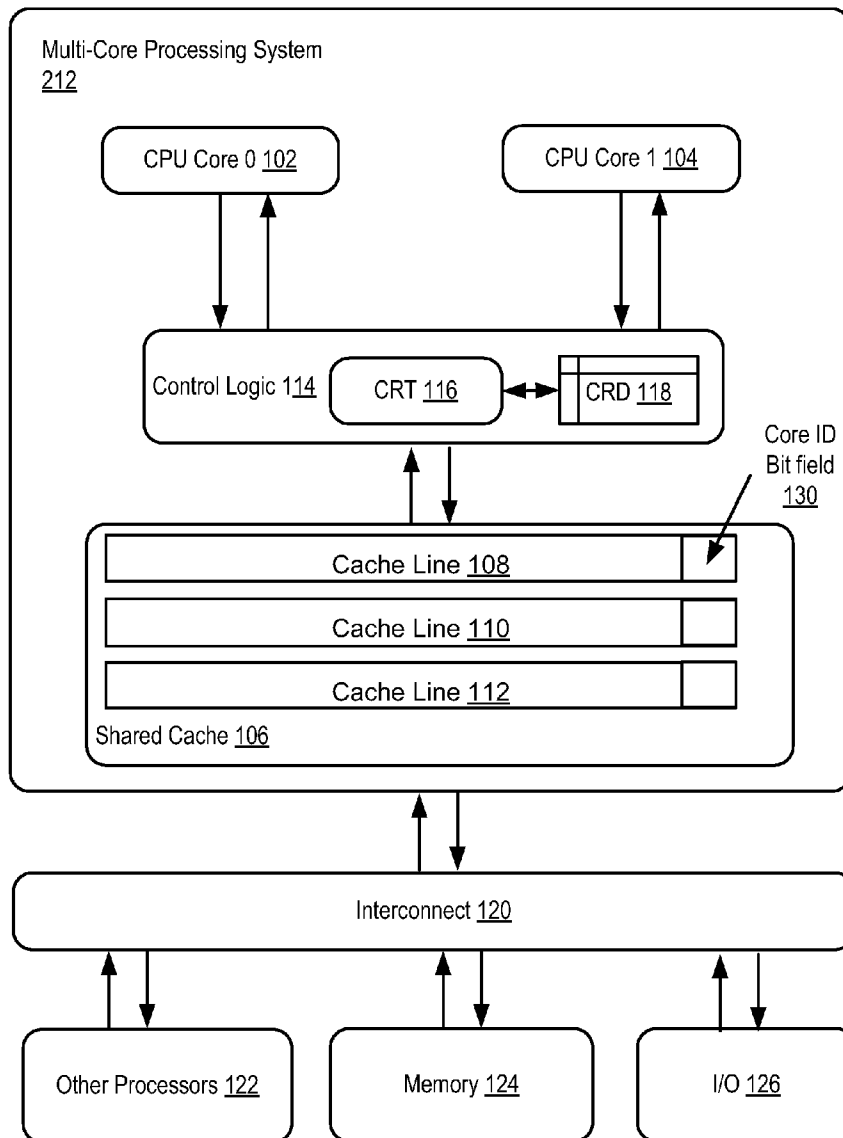 Multi-Core Processing System
212
CPU Core 0 102
CPU Core 1 104
Control Logic 114
CRT 116
CRD 118
Core ID
Bit field
130
Cache Line 108
Cache Line 110
Cache Line 112
Shared Cache 106
Interconnect 120
Other Processors 122
Memory 124
I/O 126